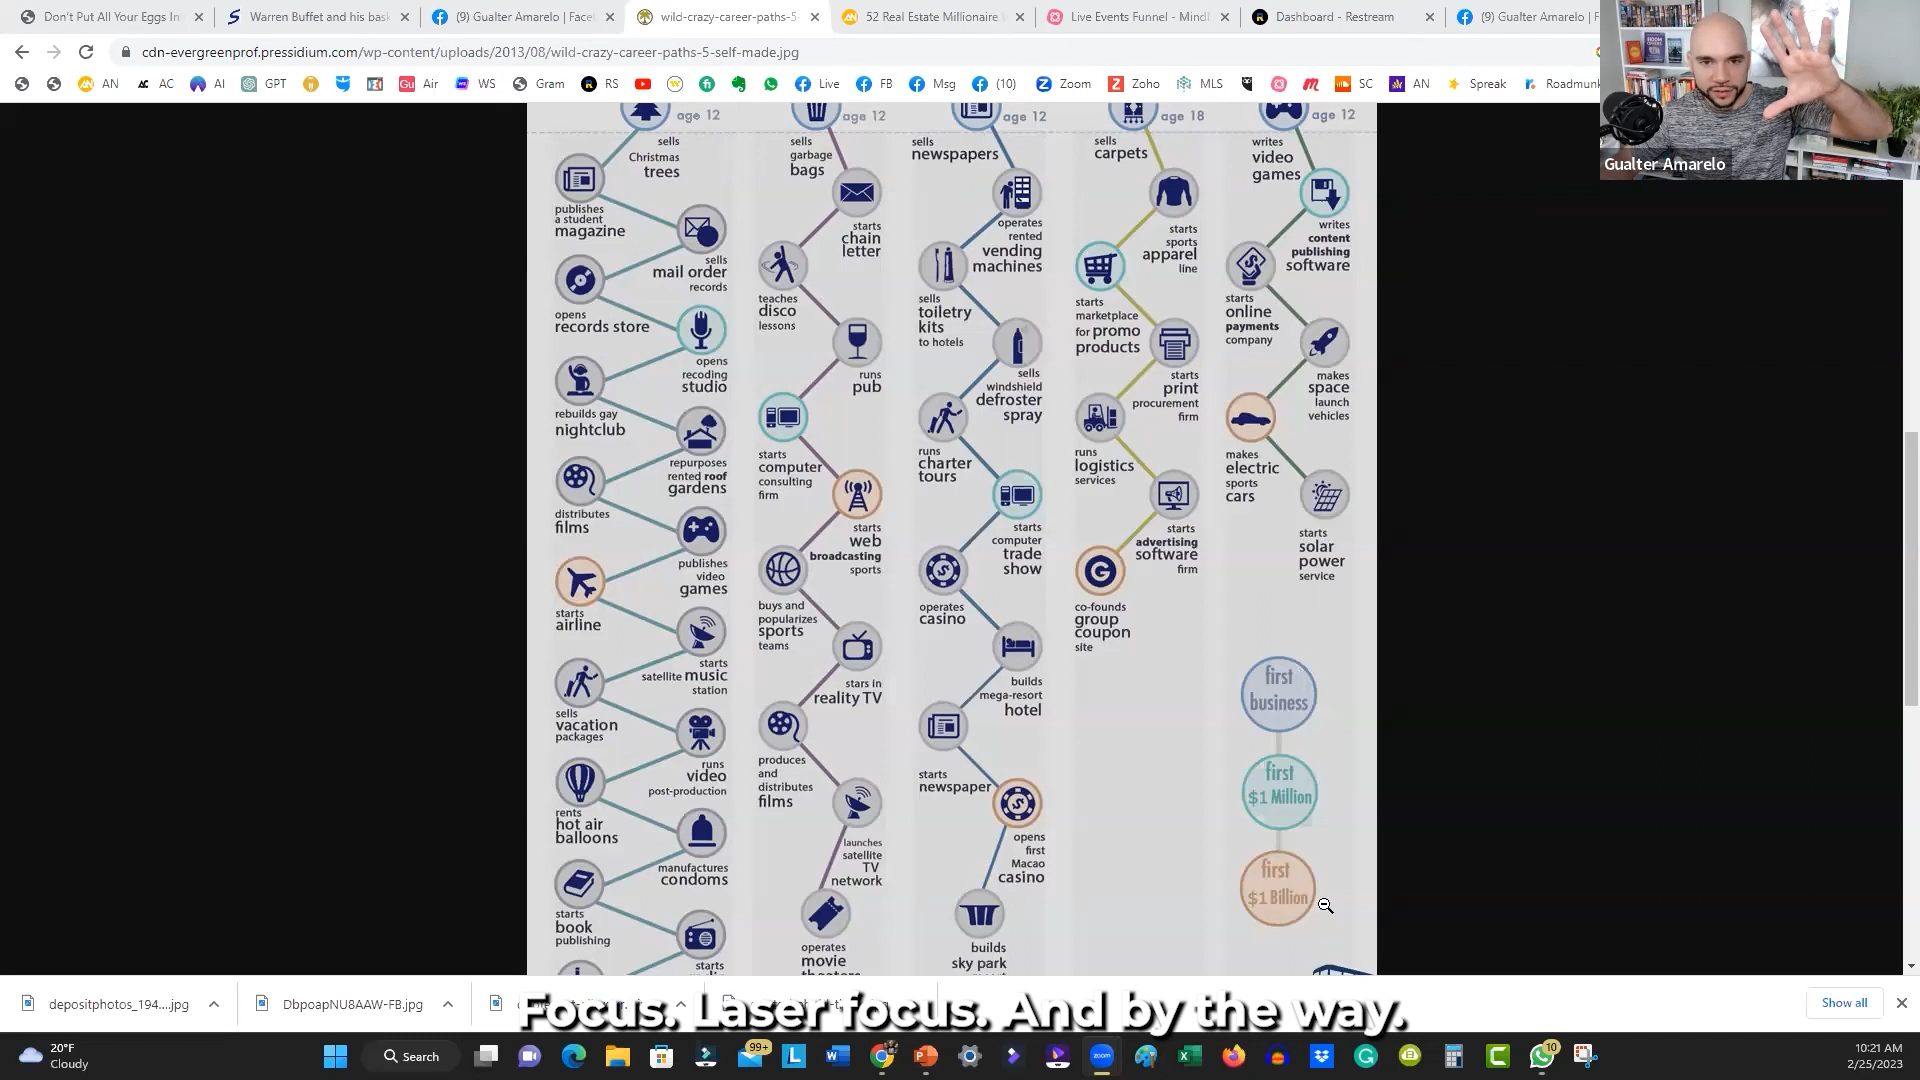 Don't Put All Your Eggs In
Warren Buffet and his bask
(9) Gualter Amarelo | Facel
wild-crazy-career-paths-5
52 Real Estate Millionaire
Live Events Funnel - Mindf
Dashboard - Restream
(9) Gualter Amarelo | F
cdn-evergreenprof.pressidium.com/wp-content/uploads/2013/08/wild-crazy-career-paths-5-self-made.jpg
AN
AC
AI
GPT
Air
WS
Gram
RS
Live
FB
Msg
(10)
Zoom
Zoho
MLS
SC
AN
Spreak
Roadmunk
Gualter Amarelo
age 12
sells
Christmas
trees
publishes
a student
magazine
sells
mail order
records
opens
records store
opens
recoding
studio
rebuilds gay
nightclub
repurposes
rented roof
gardens
distributes
films
publishes
video
games
starts
airline
starts
satellite music
station
sells
vacation
packages
runs
video
post-production
rents
hot air
balloons
manufactures
condoms
starts
book
publishing
starts
age 12
sells
garbage
bags
starts
chain
letter
teaches
disco
lessons
runs
pub
starts
computer
consulting
firm
starts
web
broadcasting
sports
buys and
popularizes
sports
teams
stars in
reality TV
produces
and
distributes
films
launches
satellite
TV
network
operates
movie
theaters
age 12
sells
newspapers
operates
rented
vending
machines
sells
toiletry
kits
to hotels
sells
windshield
defroster
spray
runs
charter
tours
starts
computer
trade
show
operates
casino
builds
mega-resort
hotel
starts
newspaper
opens
first
Macao
casino
builds
sky park
age 18
sells
carpets
starts
sports
apparel
line
starts
marketplace
for promo
products
starts
print
procurement
firm
runs
logistics
services
starts
advertising
software
firm
G
co-founds
group
coupon
site
age 12
writes
video
games
writes
content
publishing
software
starts
online
payments
company
makes
space
launch
vehicles
makes
electric
sports
cars
starts
solar
power
service
first
business
first
$1 Million
first
$1 Billion
depositphotos_194....jpg
DbpoapNU8AAW-FB.jpg
Show all
Focus. Laser focus. And by the way.
20°F
Cloudy
Search
99+
10
10:21 AM
2/25/2023